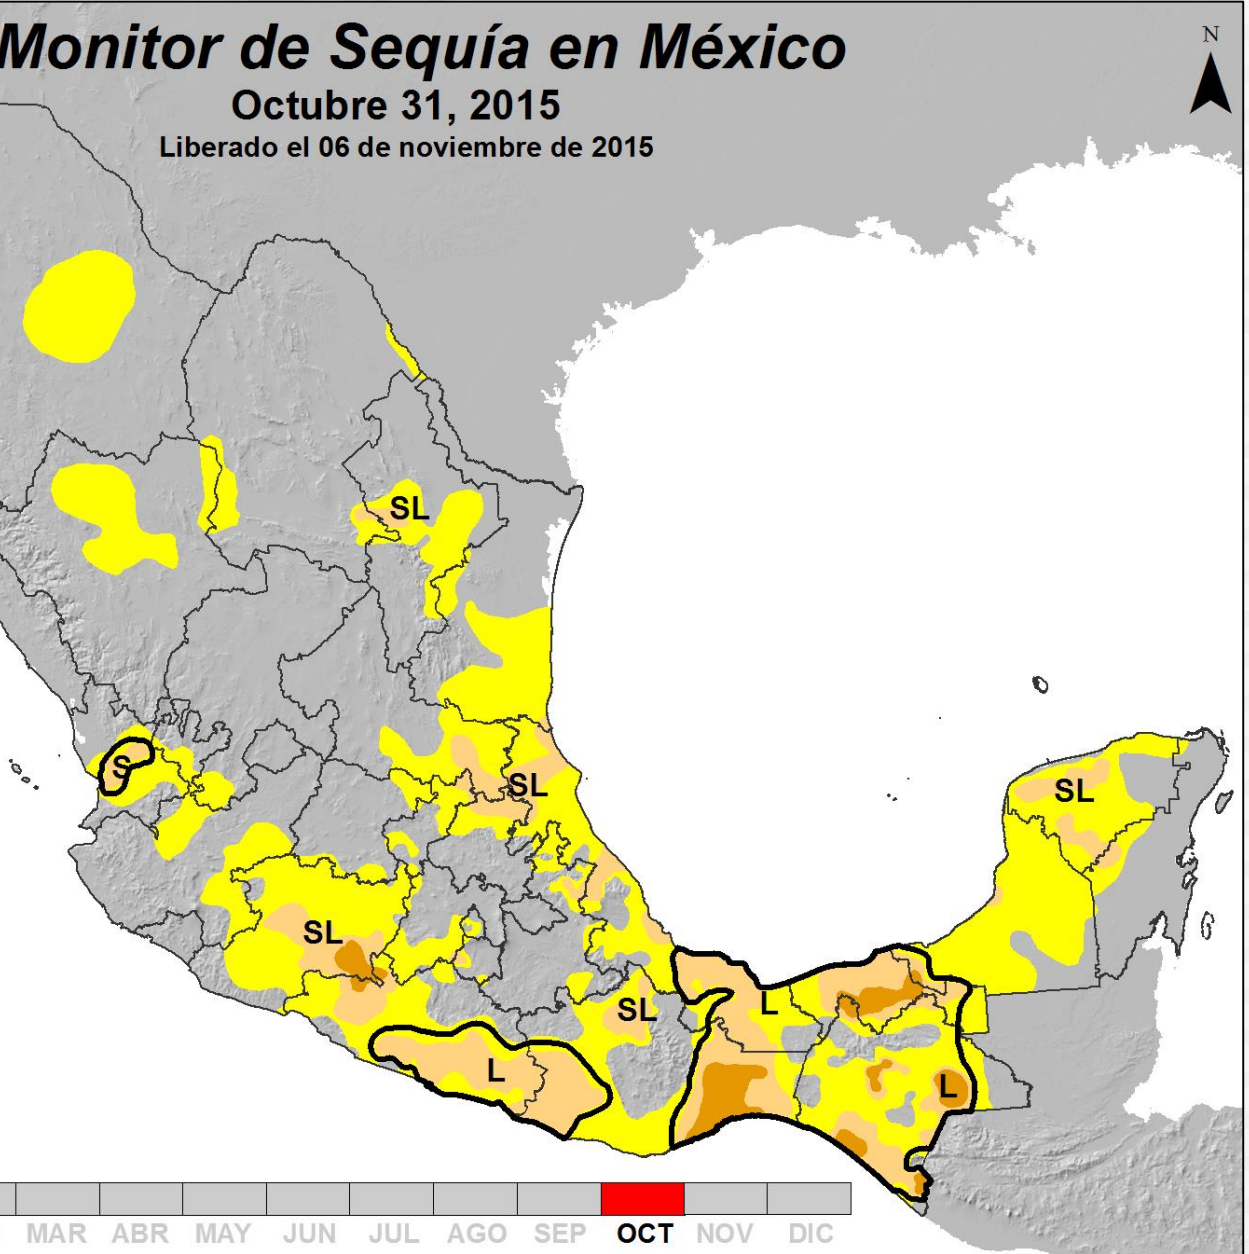 Monitor de Sequía en México
Octubre 31, 2015
Liberado el 06 de noviembre de 2015
N
SL
S
SL
SL
SL
SL
L
L
L
MAR ABR MAY JUN JUL AGO SEP OCT NOV DIC